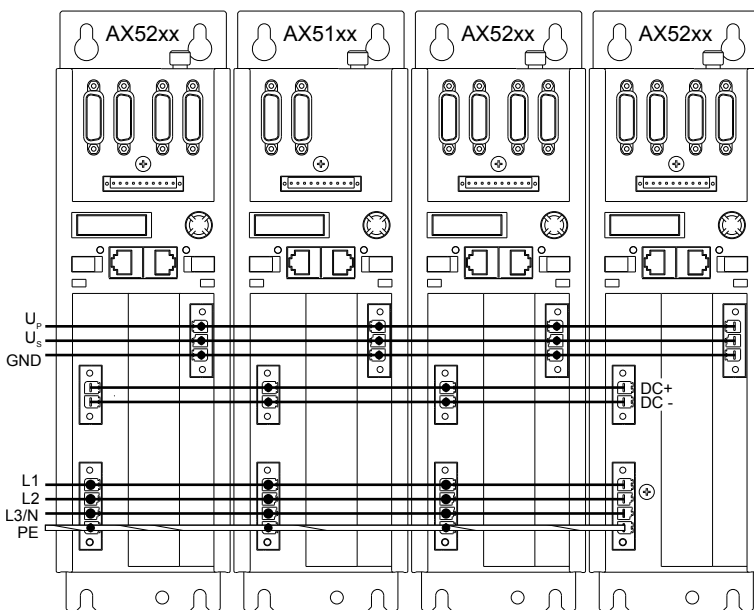 AX52xx
AX51xx
AX52xx
AX52xx
UP
US
GND
DC+
DC -
L1
L2
L3/N
PE